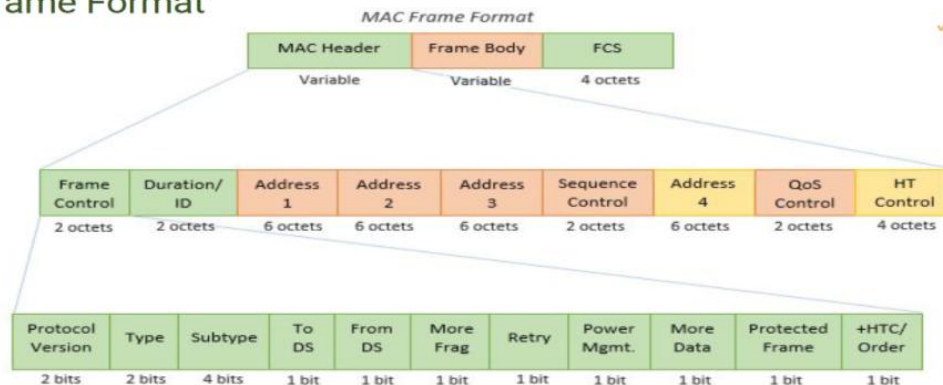 ame Format
MAC Frame Format
MAC Header Frame Body FCS
Variable Variable 4 octets
Frame Duration/ Address Address Address Sequence Address QoS HT
Control ID 1 2 3 Control 4 Control Control
2 octets 2 octets 6 octets 6 octets 6 octets 2 octets 6 octets 2 octets 4 octets
Protocol Type Subtype To From More Retry Power More Protected +HTC/
Version DS DS Frag Mgmt. Data Frame Order
2 bits 2 bits 4 bits 1 bit 1 bit 1 bit 1 bit 1 bit 1 bit 1 bit 1 bit